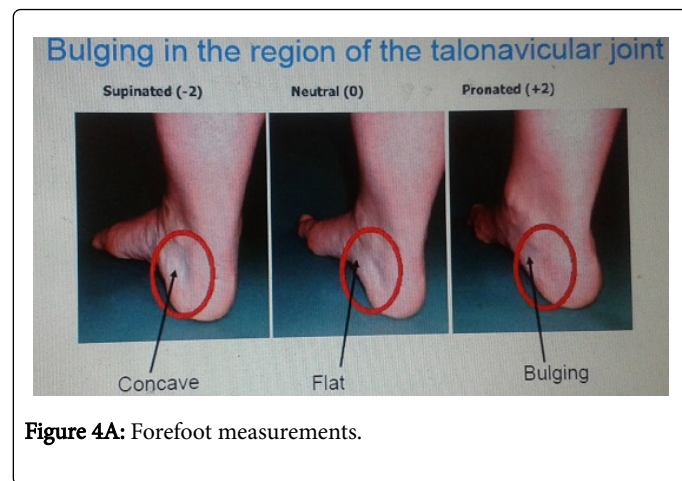 Bulging in the region of the talonavicular joint
Supinated (-2) Neutral (0) Pronated (+2)
Concave Flat Bulging
Figure 4A: Forefoot measurements.